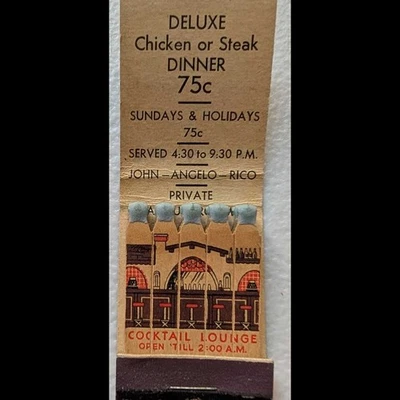 DELUXE
Chicken or Steak
DINNER
75c
SUNDAYS & HOLIDAYS
75c
SERVED 4:30 to 9:30 P.M.
JOHN – ANGELO – RICO
PRIVATE
COCKTAIL LOUNGE
OPEN 'TILL 2:00 A.M.